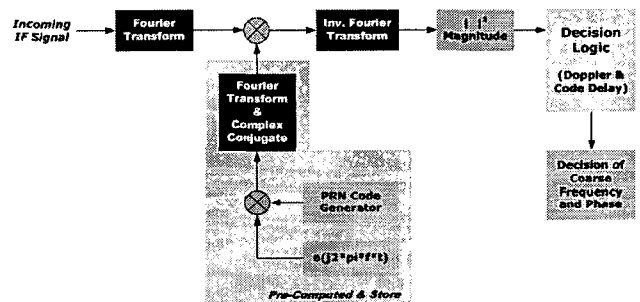 Incoming
IF Signal
Fourier
Transform
Inv. Fourier
Transform
| |²
Magnitude
Decision
Logic
(Doppler &
Code Delay)
Fourier
Transform
&
Complex
Conjugate
Decision of
Coarse
Frequency
and Phase
PRN Code
Generator
e(j2*pi*f*t)
Pre-Computed & Store